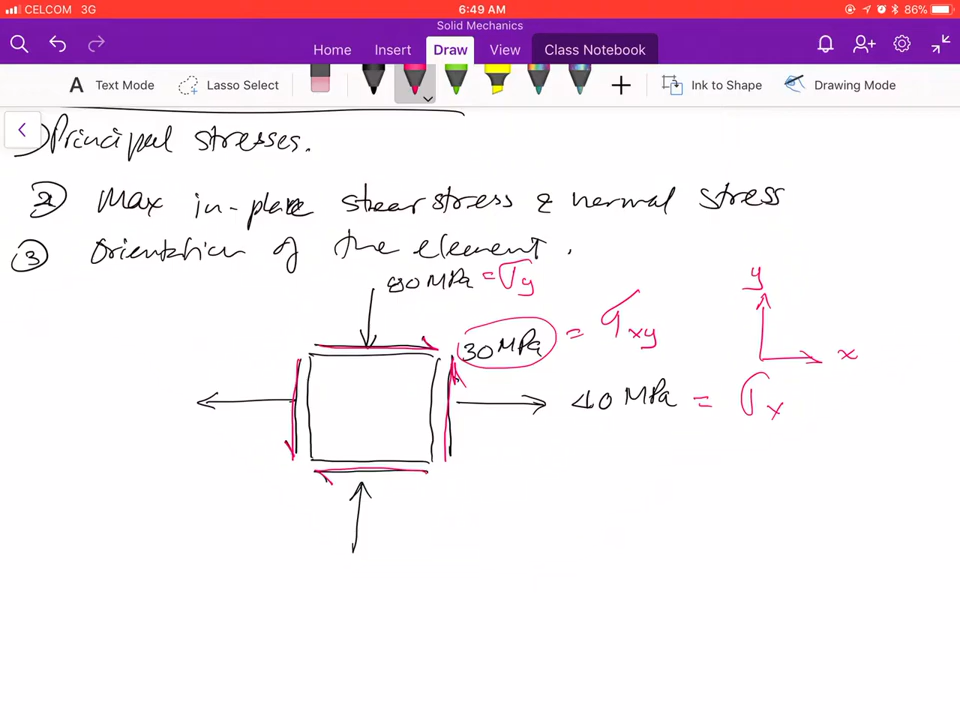 CELCOM 3G 6:49 AM 86%
Solid Mechanics
Home Insert Draw View Class Notebook
A Text Mode Lasso Select Ink to Shape Drawing Mode
1) Principal stresses.
2) Max in-plane shear stress & normal stress
3) Orientation of the element.
80 MPa = σy
30 MPa = τxy
y
x
40 MPa = σx